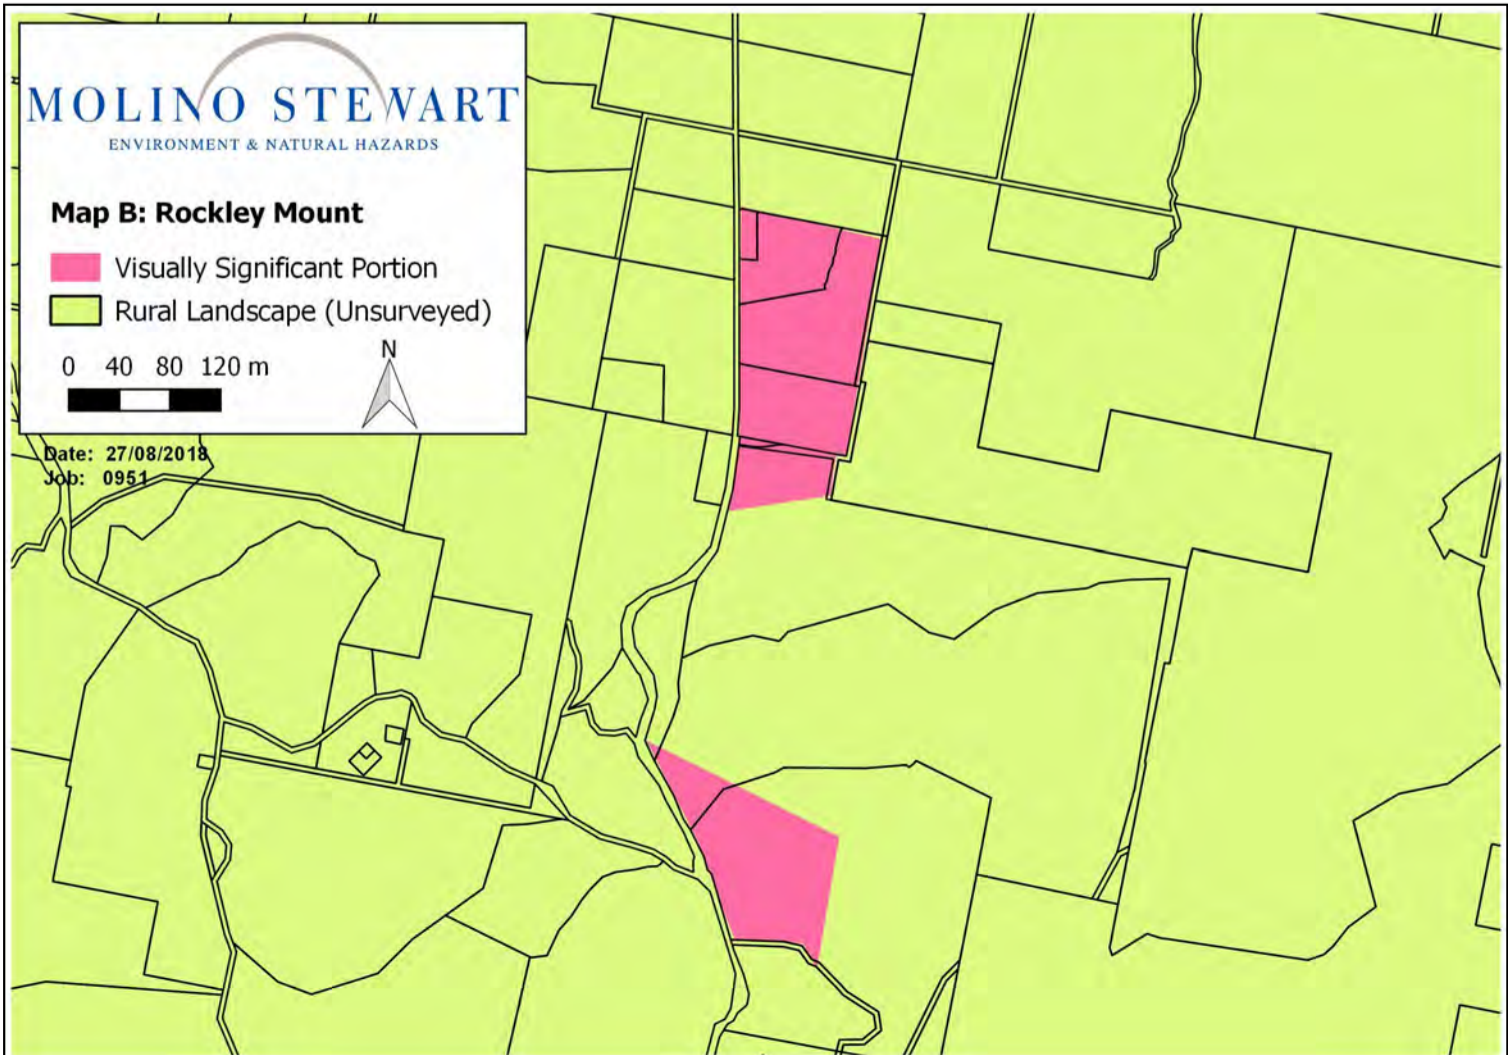 MOLINO STEWART
ENVIRONMENT & NATURAL HAZARDS
Map B: Rockley Mount
Visually Significant Portion
Rural Landscape (Unsurveyed)
0 40 80 120 m
N
Date: 27/08/2018
Job: 0951